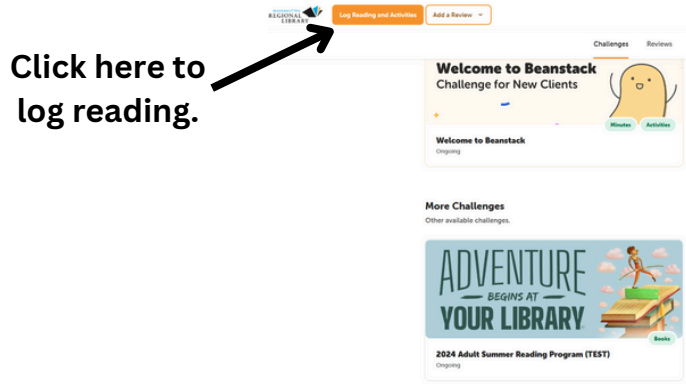 REGIONAL
LIBRARY
Log Reading and Activities
Add a Review
Click here to
log reading.
Challenges
Reviews
Welcome to Beanstack
Challenge for New Clients
Minutes
Activities
Welcome to Beanstack
Ongoing
More Challenges
Other available challenges.
ADVENTURE
BEGINS AT
YOUR LIBRARY
Books
2024 Adult Summer Reading Program (TEST)
Ongoing